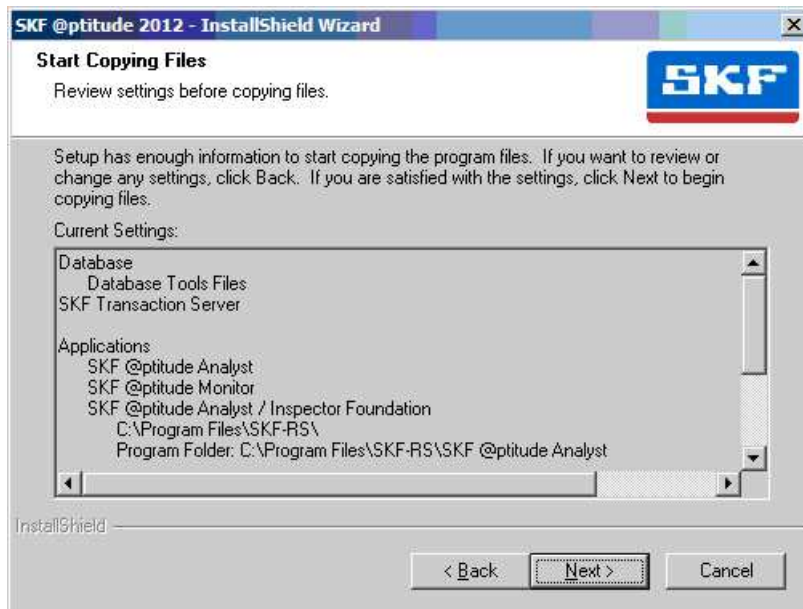 SKF @ptitude 2012 - InstallShield Wizard
Start Copying Files
Review settings before copying files.
SKF
Setup has enough information to start copying the program files. If you want to review or
change any settings, click Back. If you are satisfied with the settings, click Next to begin
copying files.
Current Settings:
Database
Database Tools Files
SKF Transaction Server
Applications
SKF @ptitude Analyst
SKF @ptitude Monitor
SKF @ptitude Analyst / Inspector Foundation
C:\Program Files\SKF-RS\
Program Folder: C:\Program Files\SKF-RS\SKF @ptitude Analyst
InstallShield
< Back
Next >
Cancel